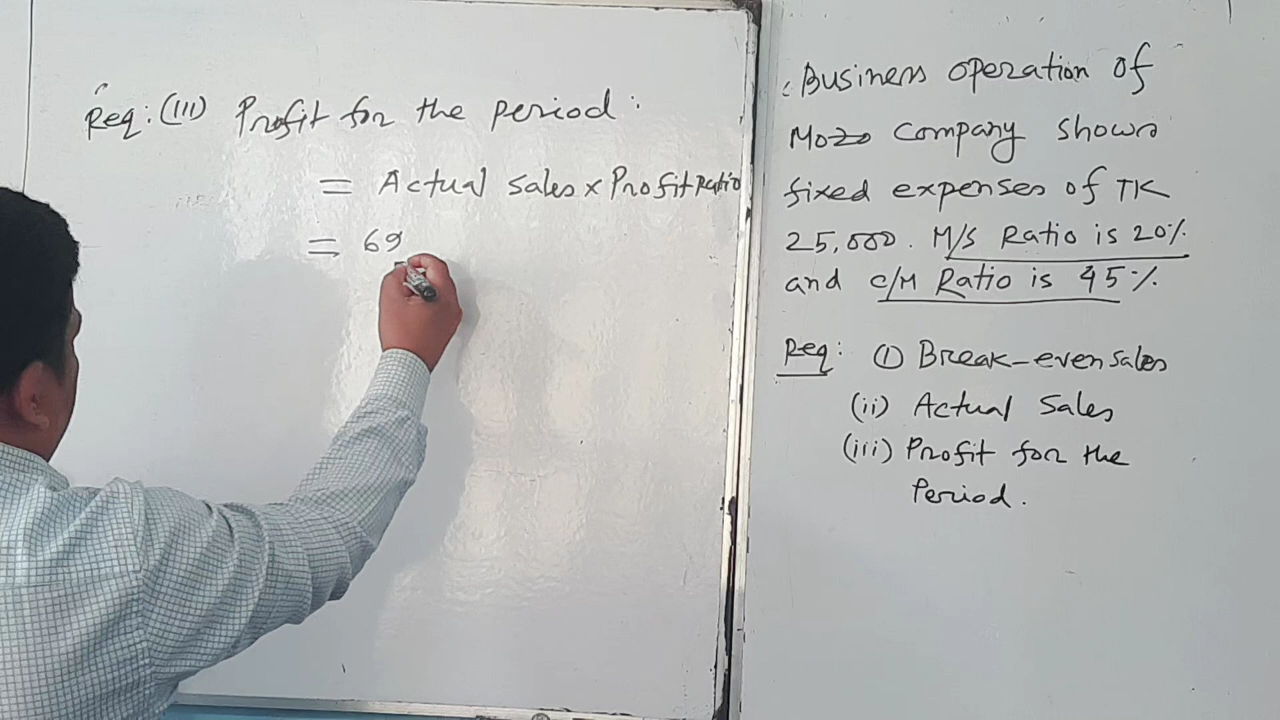 Req: (III) Profit for the period:
= Actual sales × Profit Ratio
= 69
Business operation of
Mozo company shows
fixed expenses of TK
25,000. M/S Ratio is 20%
and C/M Ratio is 45%.
Req: (i) Break-even sales
(ii) Actual Sales
(iii) Profit for the
Period.